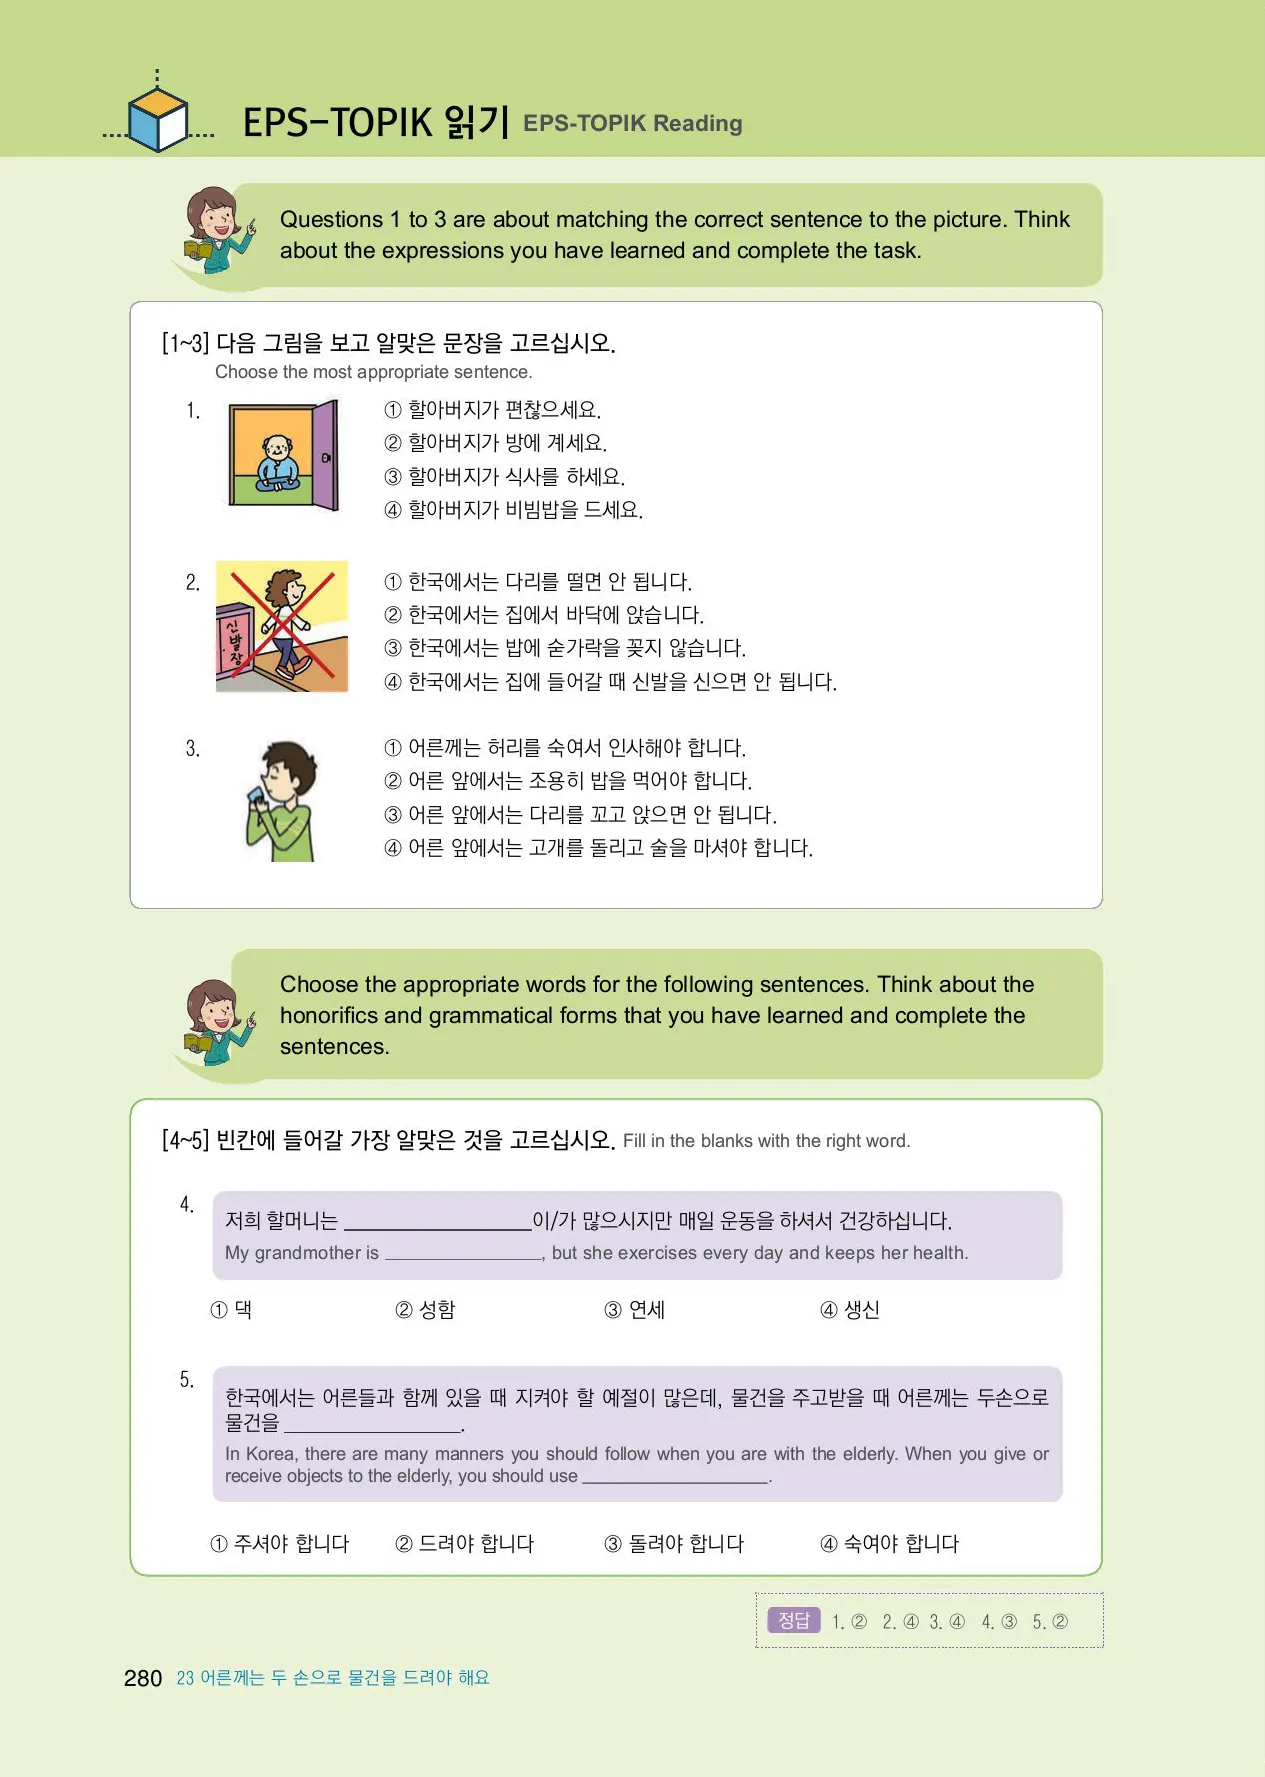 EPS-TOPIK 읽기 EPS-TOPIK Reading
Questions 1 to 3 are about matching the correct sentence to the picture. Think
about the expressions you have learned and complete the task.
[1~3] 다음 그림을 보고 알맞은 문장을 고르십시오.
Choose the most appropriate sentence.
1.
① 할아버지가 편찮으세요.
② 할아버지가 방에 계세요.
③ 할아버지가 식사를 하세요.
④ 할아버지가 비빔밥을 드세요.
2.
신발장
① 한국에서는 다리를 떨면 안 됩니다.
② 한국에서는 집에서 바닥에 앉습니다.
③ 한국에서는 밥에 숟가락을 꽂지 않습니다.
④ 한국에서는 집에 들어갈 때 신발을 신으면 안 됩니다.
3.
① 어른께는 허리를 숙여서 인사해야 합니다.
② 어른 앞에서는 조용히 밥을 먹어야 합니다.
③ 어른 앞에서는 다리를 꼬고 앉으면 안 됩니다.
④ 어른 앞에서는 고개를 돌리고 술을 마셔야 합니다.
Choose the appropriate words for the following sentences. Think about the
honorifics and grammatical forms that you have learned and complete the
sentences.
[4~5] 빈칸에 들어갈 가장 알맞은 것을 고르십시오. Fill in the blanks with the right word.
4.
저희 할머니는 __________________이/가 많으시지만 매일 운동을 하셔서 건강하십니다.
My grandmother is ________________, but she exercises every day and keeps her health.
① 댁 ② 성함 ③ 연세 ④ 생신
5.
한국에서는 어른들과 함께 있을 때 지켜야 할 예절이 많은데, 물건을 주고받을 때 어른께는 두손으로
물건을 __________________.
In Korea, there are many manners you should follow when you are with the elderly. When you give or
receive objects to the elderly, you should use ___________________.
① 주셔야 합니다 ② 드려야 합니다 ③ 돌려야 합니다 ④ 숙여야 합니다
정답 1. ② 2. ④ 3. ④ 4. ③ 5. ②
280 23 어른께는 두 손으로 물건을 드려야 해요